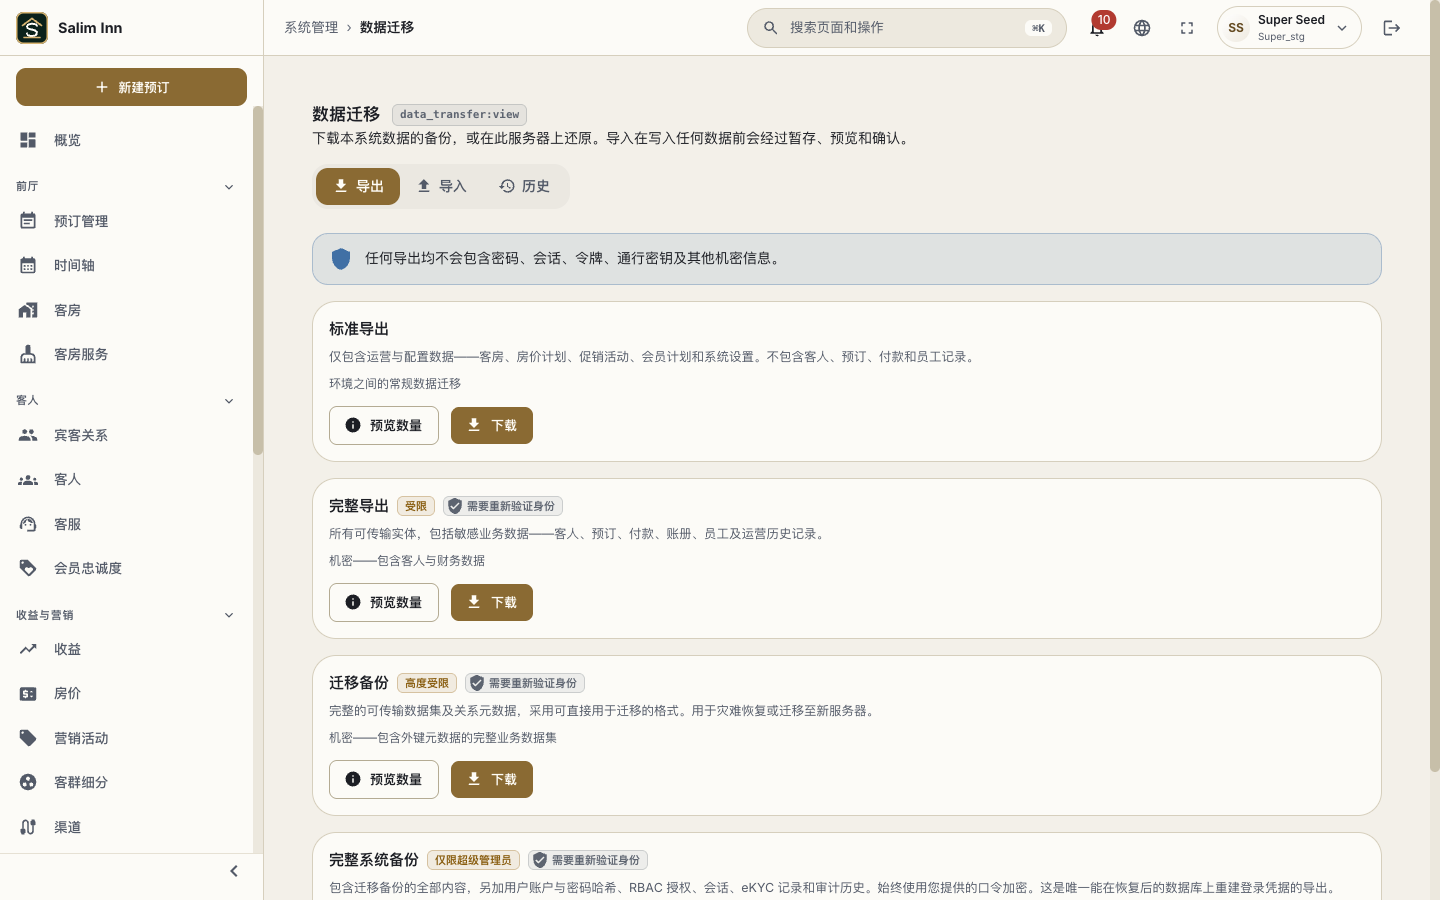 Salim Inn
系统管理 › 数据迁移
搜索页面和操作
⌘K
10
SS
Super Seed
Super_stg
新建预订
概览
前厅
预订管理
时间轴
客房
客房服务
客人
宾客关系
客人
客服
会员忠诚度
收益与营销
收益
房价
营销活动
客群细分
渠道
数据迁移 data_transfer:view
下载本系统数据的备份，或在此服务器上还原。导入在写入任何数据前会经过暂存、预览和确认。
导出 导入 历史
任何导出均不会包含密码、会话、令牌、通行密钥及其他机密信息。
标准导出
仅包含运营与配置数据——客房、房价计划、促销活动、会员计划和系统设置。不包含客人、预订、付款和员工记录。
环境之间的常规数据迁移
预览数量 下载
完整导出 受限 需要重新验证身份
所有可传输实体，包括敏感业务数据——客人、预订、付款、账册、员工及运营历史记录。
机密——包含客人与财务数据
预览数量 下载
迁移备份 高度受限 需要重新验证身份
完整的可传输数据集及关系元数据，采用可直接用于迁移的格式。用于灾难恢复或迁移至新服务器。
机密——包含外键元数据的完整业务数据集
预览数量 下载
完整系统备份 仅限超级管理员 需要重新验证身份
包含迁移备份的全部内容，另加用户账户与密码哈希、RBAC 授权、会话、eKYC 记录和审计历史。始终使用您提供的口令加密。这是唯一能在恢复后的数据库上重建登录凭据的导出。